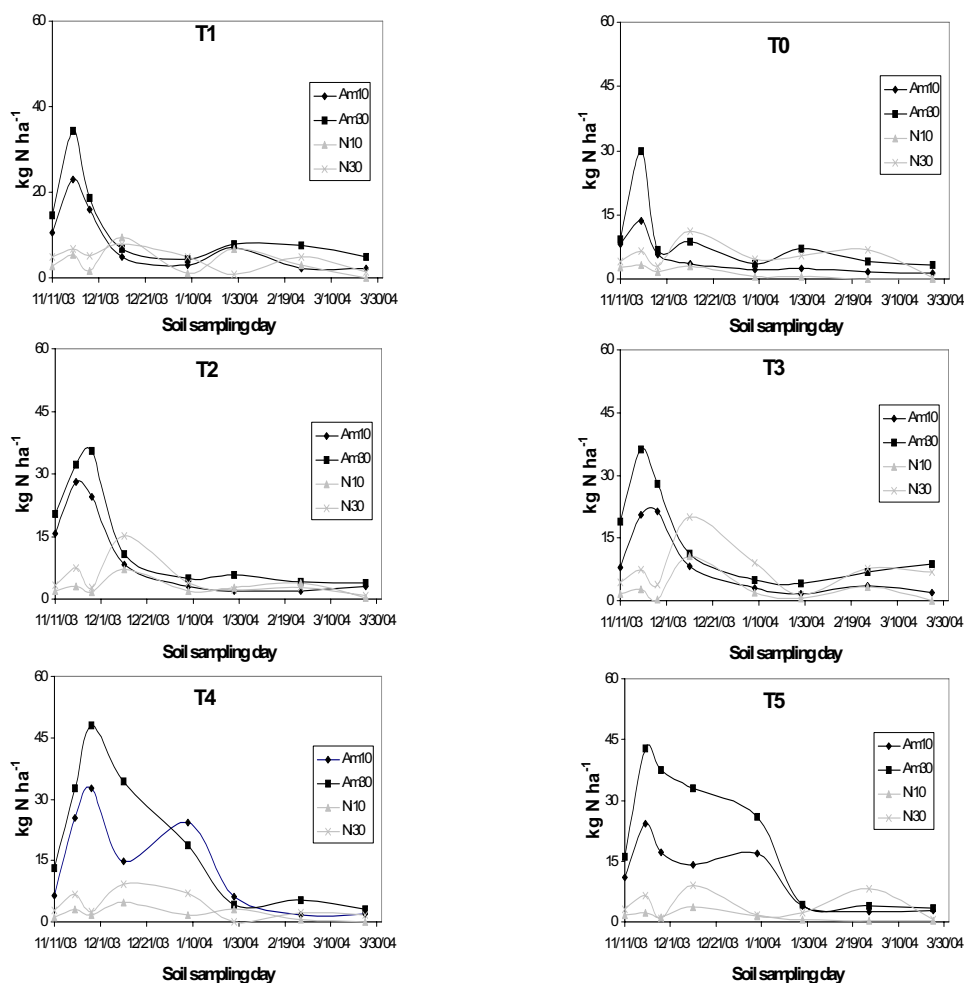 T1
60
40
20
0
kg N ha-1
Am10
Am30
N10
N30
11/11/03 12/1/03 12/21/03 1/10/04 1/30/04 2/19/04 3/10/04 3/30/04
Soil sampling day
T0
60
45
30
15
0
kg N ha-1
Am10
Am30
N10
N30
11/11/03 12/1/03 12/21/03 1/10/04 1/30/04 2/19/04 3/10/04 3/30/04
Soil sampling day
T2
60
45
30
15
0
kg N ha-1
Am10
Am30
N10
N30
11/11/03 12/1/03 12/21/03 1/10/04 1/30/04 2/19/04 3/10/04 3/30/04
Soil sampling day
T3
60
45
30
15
0
kg N ha-1
Am10
Am30
N10
N30
11/11/03 12/1/03 12/21/03 1/10/04 1/30/04 2/19/04 3/10/04 3/30/04
Soil sampling day
T4
60
45
30
15
0
kg N ha-1
Am10
Am30
N10
N30
11/11/03 12/1/03 12/21/03 1/10/04 1/30/04 2/19/04 3/10/04 3/30/04
Soil sampling day
T5
60
45
30
15
0
kg N ha-1
Am10
Am30
N10
N30
11/11/03 12/1/03 12/21/03 1/10/04 1/30/04 2/19/04 3/10/04 3/30/04
Soil sampling day